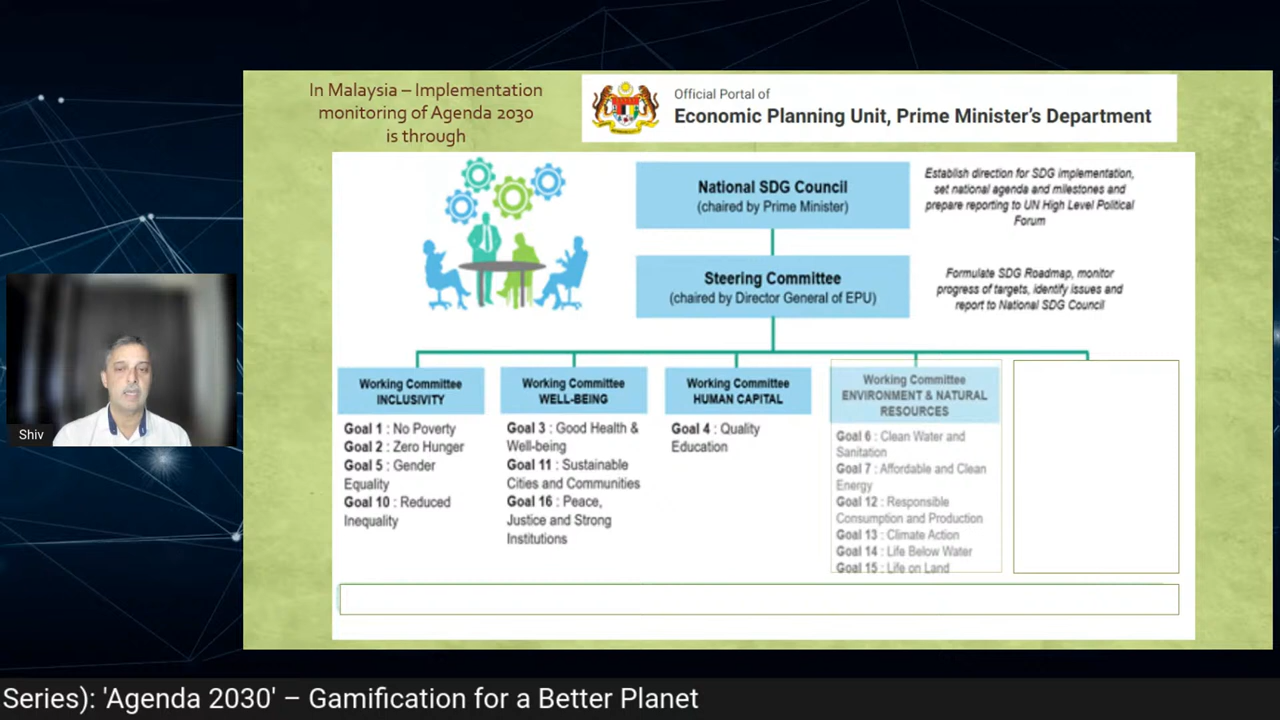 In Malaysia – Implementation
monitoring of Agenda 2030
is through
Official Portal of
Economic Planning Unit, Prime Minister's Department
National SDG Council
(chaired by Prime Minister)
Establish direction for SDG implementation,
set national agenda and milestones and
prepare reporting to UN High Level Political
Forum
Steering Committee
(chaired by Director General of EPU)
Formulate SDG Roadmap, monitor
progress of targets, identify issues and
report to National SDG Council
Working Committee
INCLUSIVITY
Goal 1 : No Poverty
Goal 2 : Zero Hunger
Goal 5 : Gender
Equality
Goal 10 : Reduced
Inequality
Working Committee
WELL-BEING
Goal 3 : Good Health &
Well-being
Goal 11 : Sustainable
Cities and Communities
Goal 16 : Peace,
Justice and Strong
Institutions
Working Committee
HUMAN CAPITAL
Goal 4 : Quality
Education
Working Committee
ENVIRONMENT & NATURAL
RESOURCES
Goal 6 : Clean Water and
Sanitation
Goal 7 : Affordable and Clean
Energy
Goal 12 : Responsible
Consumption and Production
Goal 13 : Climate Action
Goal 14 : Life Below Water
Goal 15 : Life on Land
Shiv
Series): 'Agenda 2030' – Gamification for a Better Planet